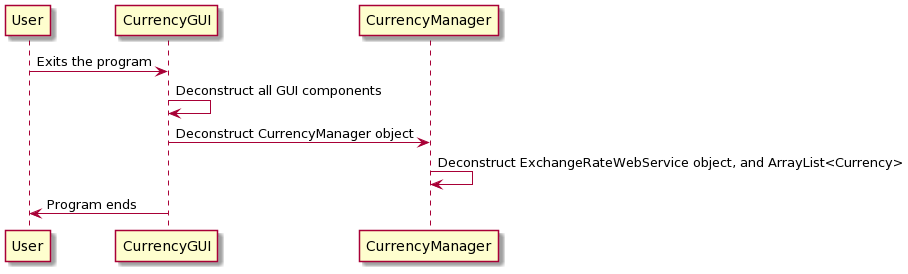 User CurrencyGUI CurrencyManager
Exits the program
Deconstruct all GUI components
Deconstruct CurrencyManager object
Deconstruct ExchangeRateWebService object, and ArrayList<Currency>
Program ends
User CurrencyGUI CurrencyManager